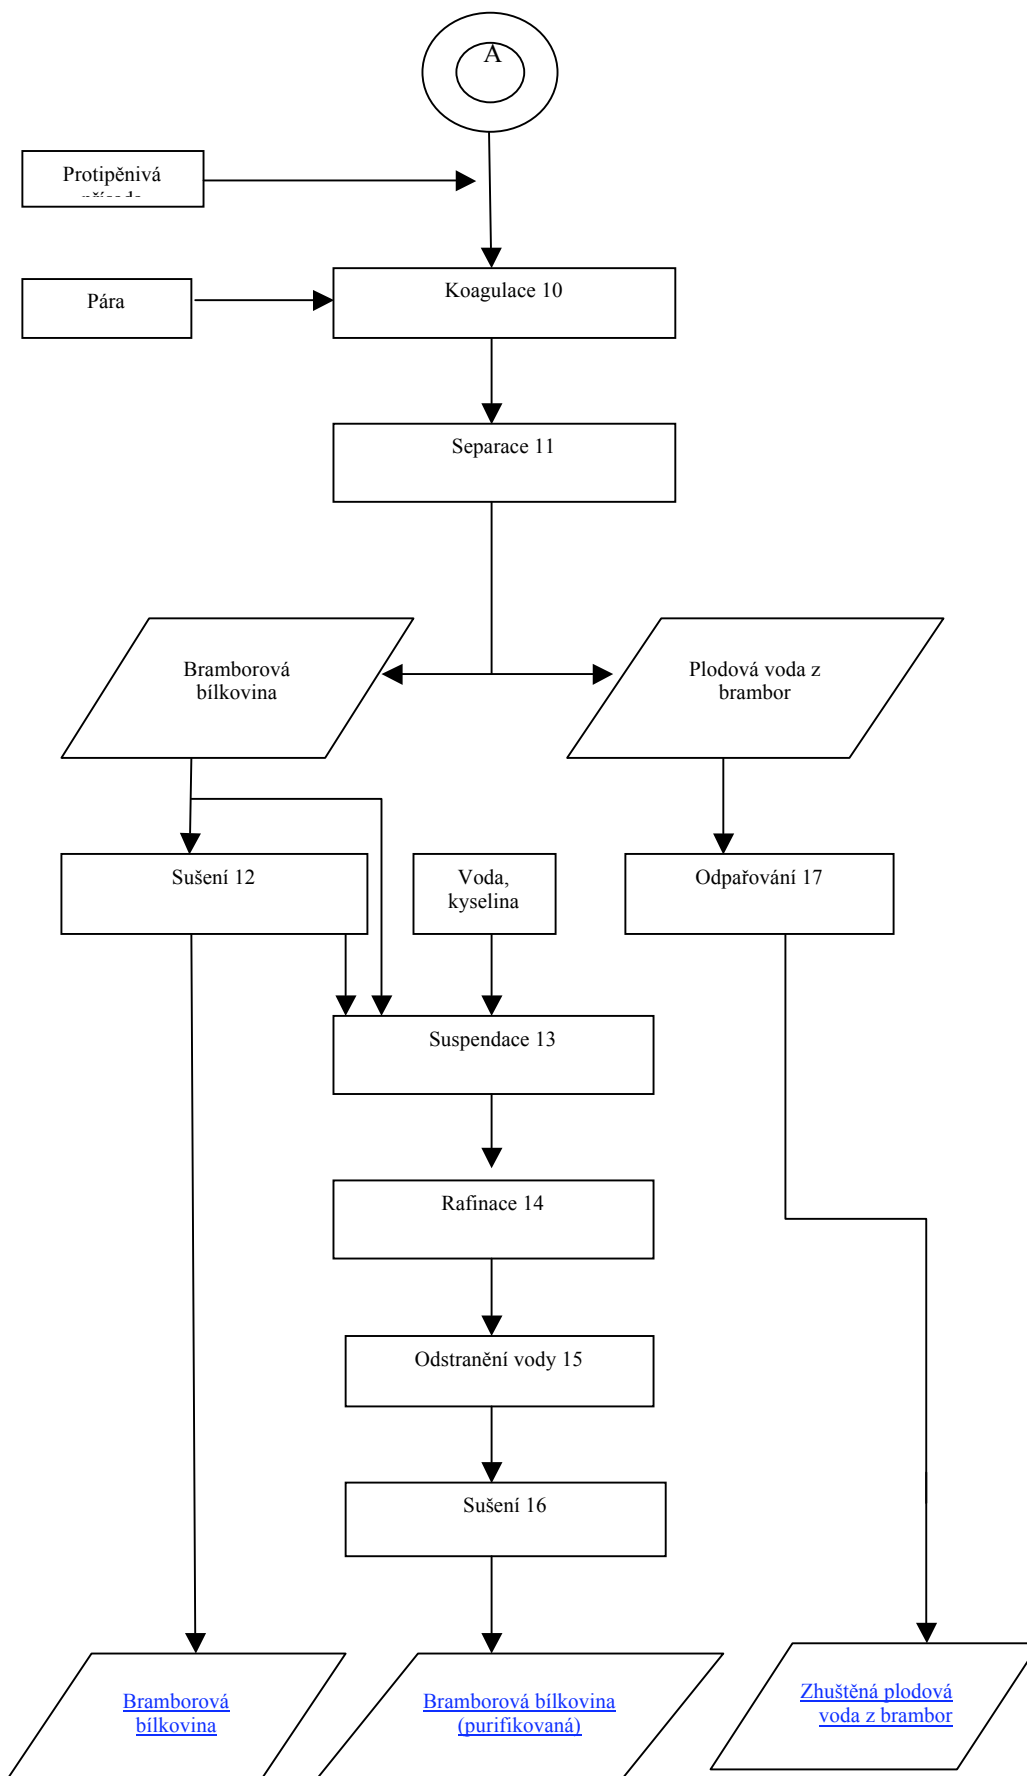 A
Protipěnivá
Pára
Koagulace 10
Separace 11
Bramborová
bílkovina
Plodová voda z
brambor
Sušení 12
Voda,
kyselina
Odpařování 17
Suspendace 13
Rafinace 14
Odstranění vody 15
Sušení 16
Bramborová
bílkovina
Bramborová bílkovina
(purifikovaná)
Zhuštěná plodová
voda z brambor